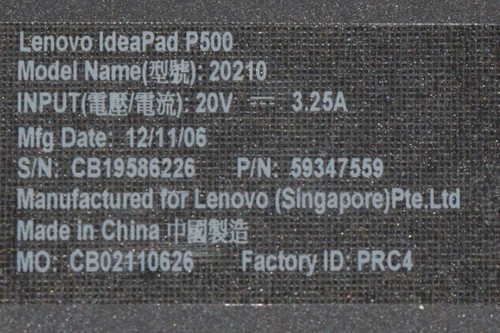 Lenovo IdeaPad P500
Model Name(型號): 20210
INPUT(電壓/電流): 20V ⎓ 3.25A
Mfg Date: 12/11/06
S/N: CB19586226 P/N: 59347559
Manufactured for Lenovo (Singapore)Pte.Ltd
Made in China 中國製造
MO: CB02110626 Factory ID: PRC4